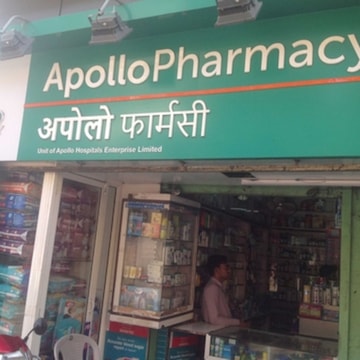 ApolloPharmacy
अपोलो फार्मसी
Unit of Apollo Hospitals Enterprise Limited